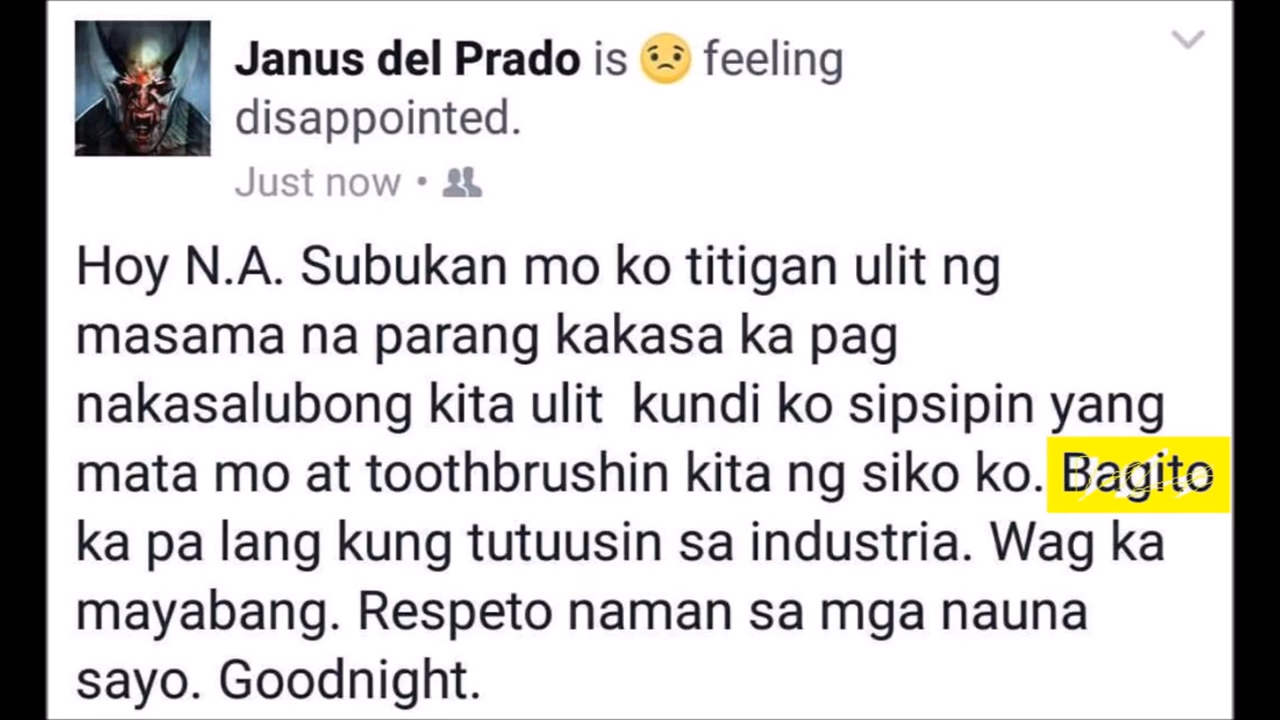 Janus del Prado is 😟 feeling
disappointed.
Just now •
Hoy N.A. Subukan mo ko titigan ulit ng
masama na parang kakasa ka pag
nakasalubong kita ulit kundi ko sipsipin yang
mata mo at toothbrushin kita ng siko ko. Bagito
ka pa lang kung tutuusin sa industria. Wag ka
mayabang. Respeto naman sa mga nauna
sayo. Goodnight.